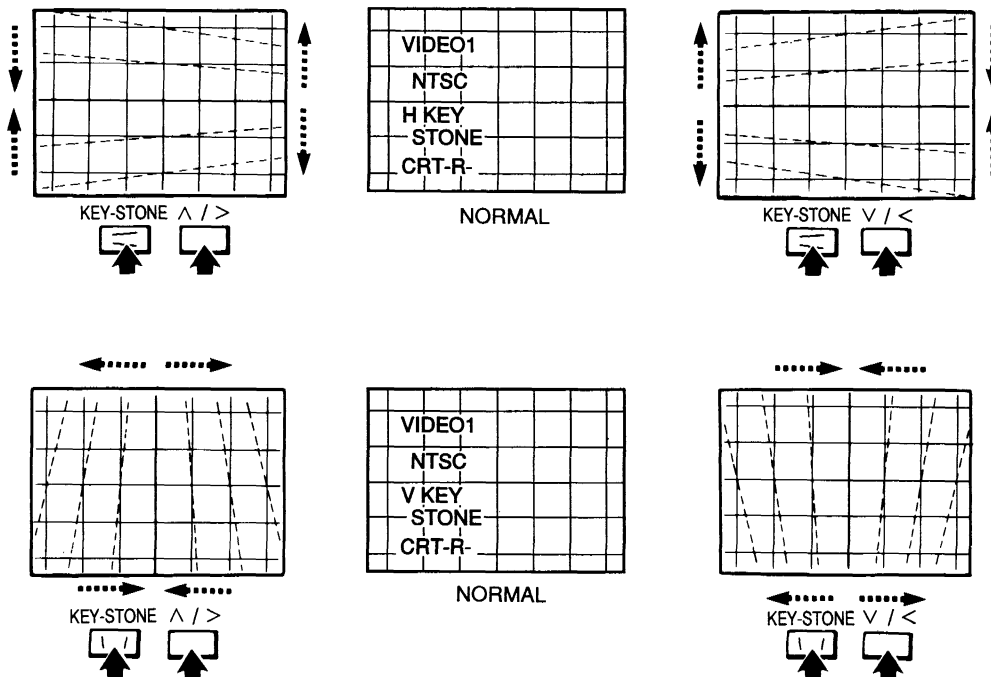 VIDEO1
NTSC
H KEY
STONE
CRT-R-
KEY-STONE ∧ / >
NORMAL
KEY-STONE ∨ / <
VIDEO1
NTSC
V KEY
STONE
CRT-R-
NORMAL
KEY-STONE ∧ / >
KEY-STONE ∨ / <